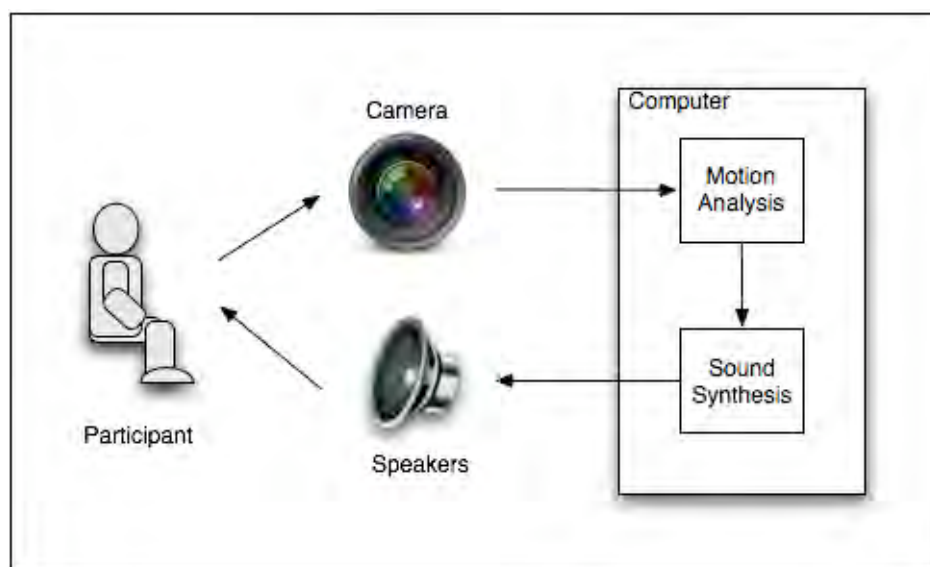 Camera
Computer
Motion
Analysis
Sound
Synthesis
Participant
Speakers